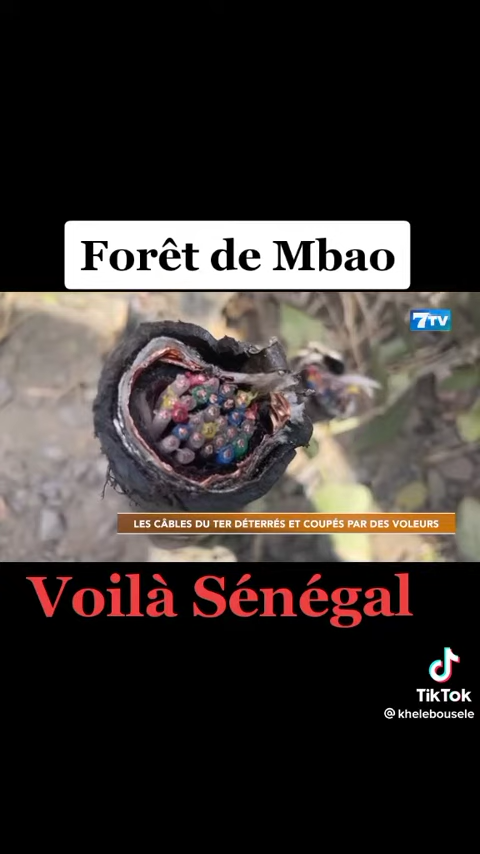 Forêt de Mbao
7TV
LES CÂBLES DU TER DÉTERRÉS ET COUPÉS PAR DES VOLEURS
Voilà Sénégal
TikTok
@khelebousele